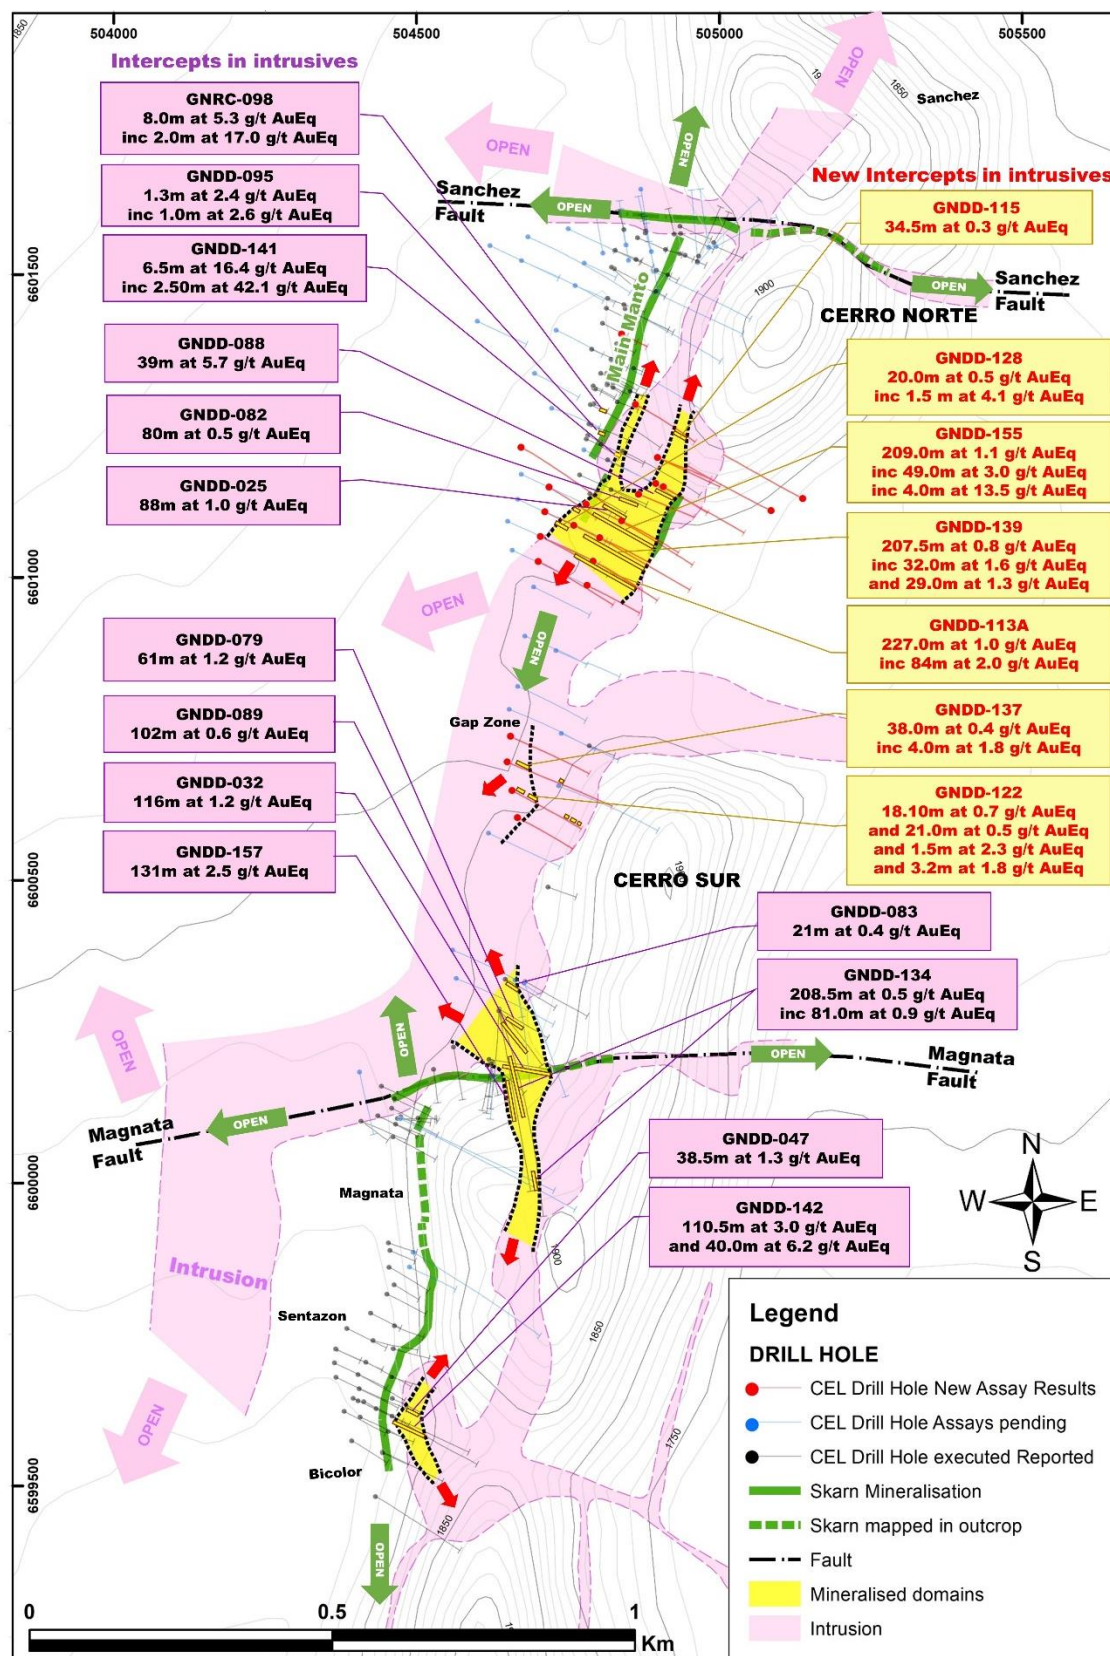 504000
504500
505000
505500
1850
Intercepts in intrusives
GNRC-098
8.0m at 5.3 g/t AuEq
inc 2.0m at 17.0 g/t AuEq
GNDD-095
1.3m at 2.4 g/t AuEq
inc 1.0m at 2.6 g/t AuEq
GNDD-141
6.5m at 16.4 g/t AuEq
inc 2.50m at 42.1 g/t AuEq
GNDD-088
39m at 5.7 g/t AuEq
GNDD-082
80m at 0.5 g/t AuEq
GNDD-025
88m at 1.0 g/t AuEq
GNDD-079
61m at 1.2 g/t AuEq
GNDD-089
102m at 0.6 g/t AuEq
GNDD-032
116m at 1.2 g/t AuEq
GNDD-157
131m at 2.5 g/t AuEq
OPEN
1850
Sanchez
OPEN
OPEN
Sanchez
Fault
OPEN
New Intercepts in intrusives
GNDD-115
34.5m at 0.3 g/t AuEq
OPEN
Sanchez
Fault
1900
CERRO NORTE
Main Manto
GNDD-128
20.0m at 0.5 g/t AuEq
inc 1.5 m at 4.1 g/t AuEq
GNDD-155
209.0m at 1.1 g/t AuEq
inc 49.0m at 3.0 g/t AuEq
inc 4.0m at 13.5 g/t AuEq
GNDD-139
207.5m at 0.8 g/t AuEq
inc 32.0m at 1.6 g/t AuEq
and 29.0m at 1.3 g/t AuEq
GNDD-113A
227.0m at 1.0 g/t AuEq
inc 84m at 2.0 g/t AuEq
GNDD-137
38.0m at 0.4 g/t AuEq
inc 4.0m at 1.8 g/t AuEq
GNDD-122
18.10m at 0.7 g/t AuEq
and 21.0m at 0.5 g/t AuEq
and 1.5m at 2.3 g/t AuEq
and 3.2m at 1.8 g/t AuEq
6601500
6601000
6600500
6600000
6599500
OPEN
OPEN
Gap Zone
CERRO SUR
GNDD-083
21m at 0.4 g/t AuEq
GNDD-134
208.5m at 0.5 g/t AuEq
inc 81.0m at 0.9 g/t AuEq
OPEN
OPEN
OPEN
Magnata
Fault
OPEN
Magnata
Fault
GNDD-047
38.5m at 1.3 g/t AuEq
GNDD-142
110.5m at 3.0 g/t AuEq
and 40.0m at 6.2 g/t AuEq
Magnata
Intrusion
Sentazon
OPEN
Bicolor
OPEN
1900
1850
1750
1850
N
W
E
S
Legend
DRILL HOLE
CEL Drill Hole New Assay Results
CEL Drill Hole Assays pending
CEL Drill Hole executed Reported
Skarn Mineralisation
Skarn mapped in outcrop
Fault
Mineralised domains
Intrusion
0
0.5
1
Km